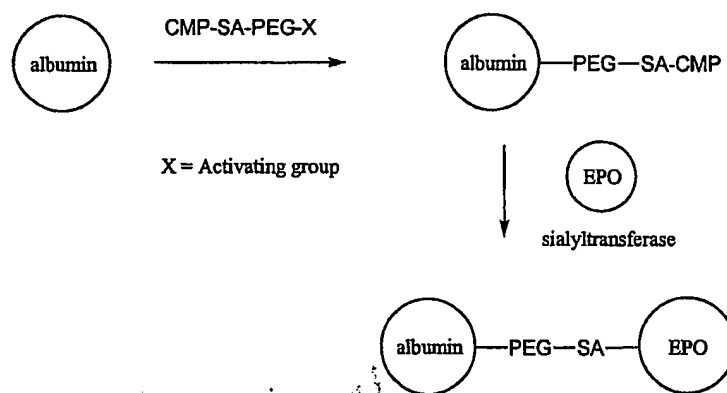 CMP-SA-PEG-X
albumin
albumin—PEG—SA-CMP
X = Activating group
EPO
sialyltransferase
albumin—PEG—SA—EPO